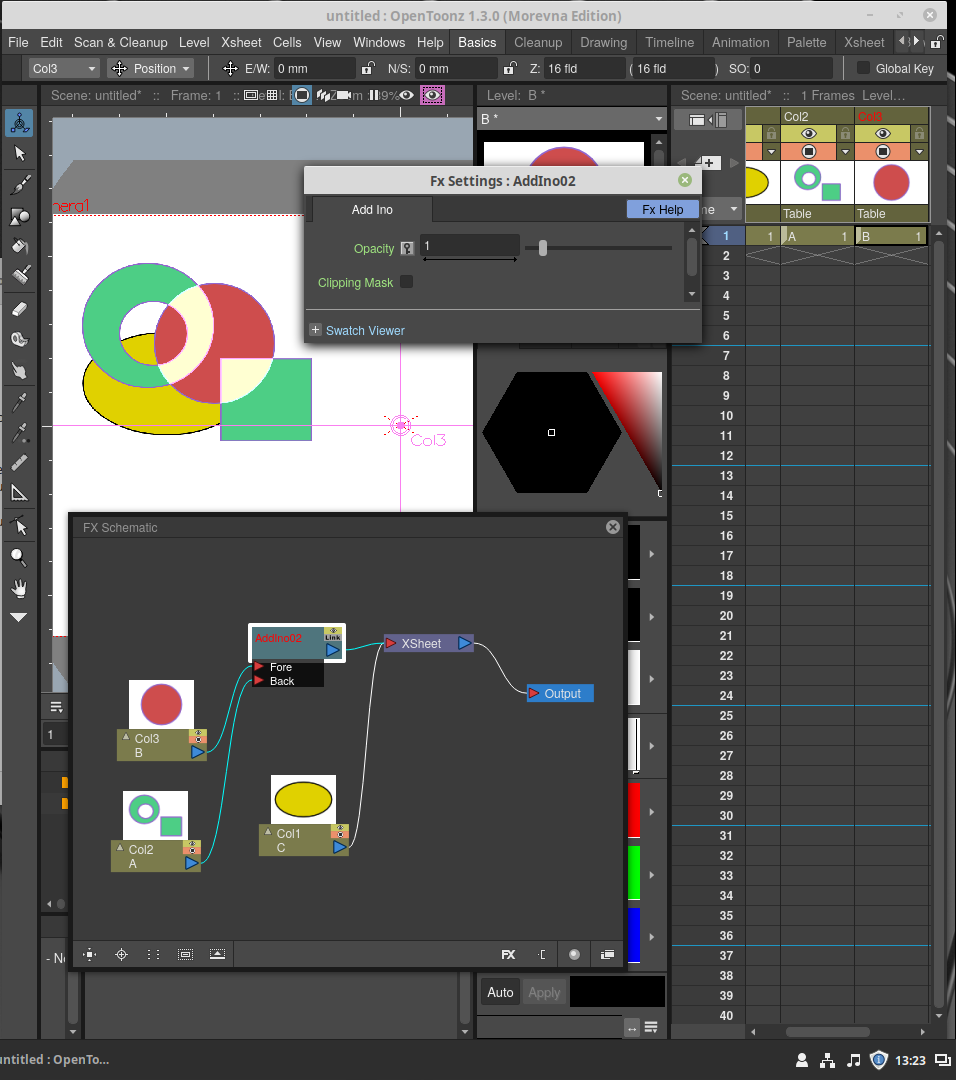 untitled : OpenToonz 1.3.0 (Morevna Edition)
File Edit Scan & Cleanup Level Xsheet Cells View Windows Help Basics Cleanup Drawing Timeline Animation Palette Xsheet
Col3 Position E/W: 0 mm N/S: 0 mm Z: 16 fld (16 fld ) SO: 0 Global Key
Scene: untitled* :: Frame: 1 ::
Level: B *
Scene: untitled* :: 1 Frames Level...
B *
Col2
Col3
Table
Table
1 1 A 1 B 1
2
3
4
5
6
7
8
9
10
11
12
13
14
15
16
17
18
19
20
21
22
23
24
25
26
27
28
29
30
31
32
33
34
35
36
37
38
39
40
Fx Settings : AddIno02
Add Ino
Fx Help
Opacity 1
Clipping Mask
Swatch Viewer
Col3
FX Schematic
AddIno02
Link
Fore
Back
XSheet
Output
Col3
B
Col2
A
Col1
C
FX
1
Auto Apply
untitled : OpenTo...
13:23